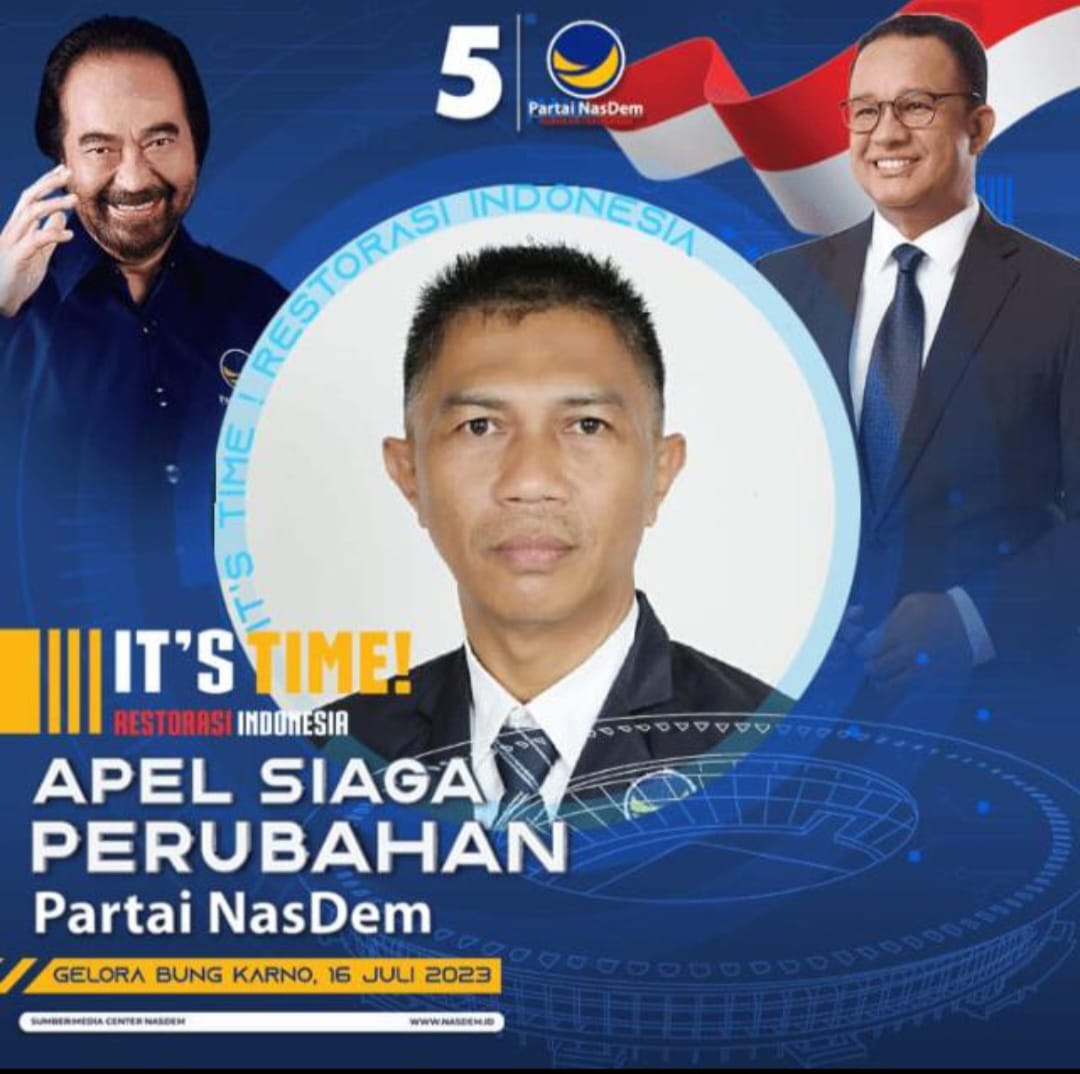 5
Partai NasDem
IT'S TIME ! RESTORASI INDONESIA
IT'S TIME!
RESTORASI INDONESIA
APEL SIAGA
PERUBAHAN
Partai NasDem
GELORA BUNG KARNO, 16 JULI 2023
SUMBER:MEDIA CENTER NASDEM
WWW.NASDEM.ID